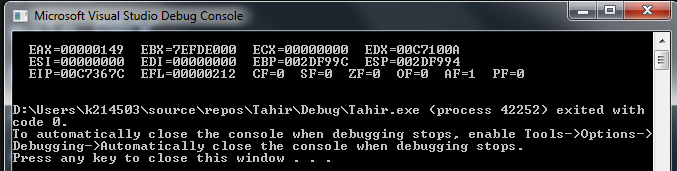 Microsoft Visual Studio Debug Console
EAX=00000149 EBX=7EFDE000 ECX=00000000 EDX=00C7100A
ESI=00000000 EDI=00000000 EBP=002DF99C ESP=002DF994
EIP=00C7367C EFL=00000212 CF=0 SF=0 ZF=0 OF=0 AF=1 PF=0
D:\Users\k214503\source\repos\Tahir\Debug\Tahir.exe (process 42252) exited with
code 0.
To automatically close the console when debugging stops, enable Tools->Options->
Debugging->Automatically close the console when debugging stops.
Press any key to close this window . . .